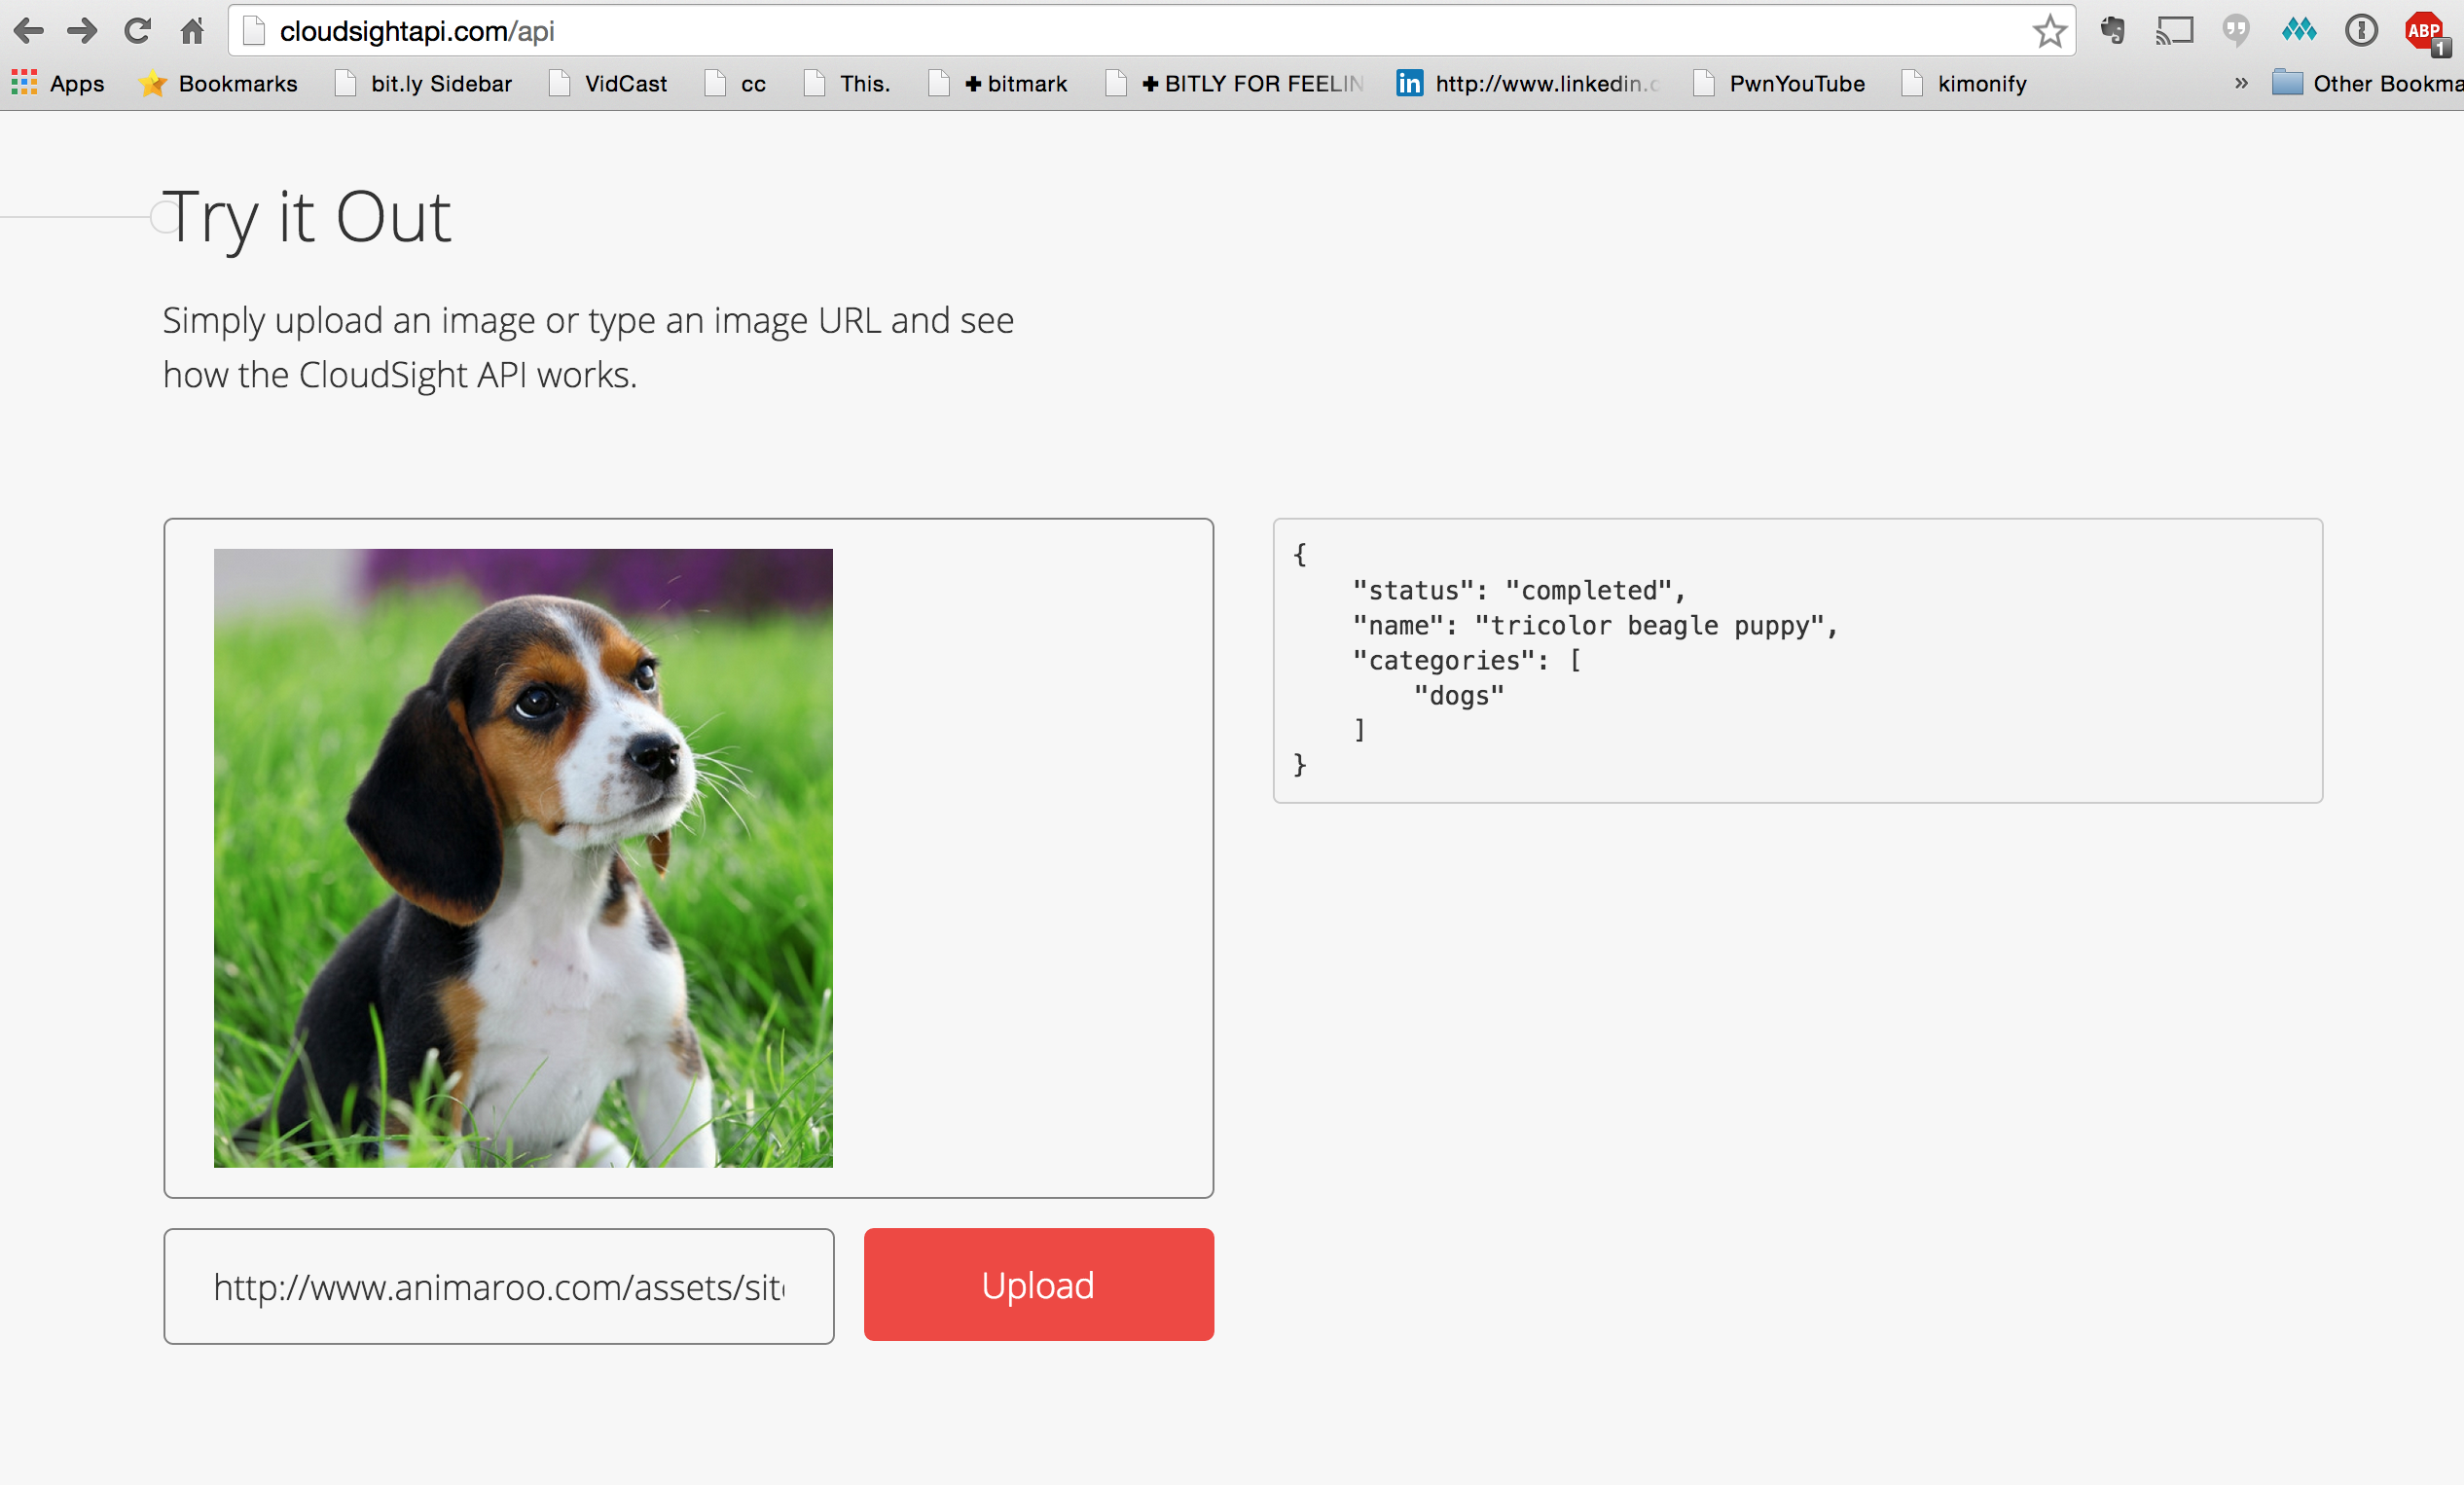 cloudsightapi.com/api
ABP
1
Apps Bookmarks bit.ly Sidebar VidCast cc This. ✚ bitmark ✚ BITLY FOR FEELIN in http://www.linkedin.c PwnYouTube kimonify » Other Bookma
Try it Out
Simply upload an image or type an image URL and see
how the CloudSight API works.
{
"status": "completed",
"name": "tricolor beagle puppy",
"categories": [
"dogs"
]
}
http://www.animaroo.com/assets/sit
Upload